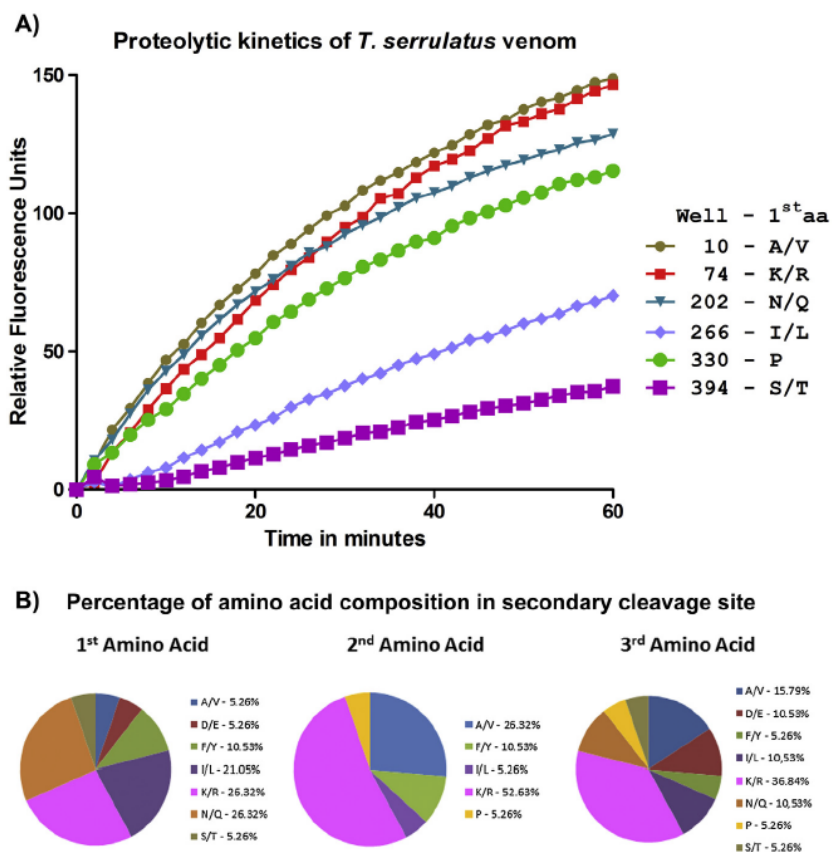 A)
Proteolytic kinetics of T. serrulatus venom
150
100
50
0
Relative Fluorescence Units
0
20
40
60
Time in minutes
Well - 1st aa
10 - A/V
74 - K/R
202 - N/Q
266 - I/L
330 - P
394 - S/T
B) Percentage of amino acid composition in secondary cleavage site
1st Amino Acid
A/V - 5.26%
D/E - 5.26%
F/Y - 10.53%
I/L - 21.05%
K/R - 26.32%
N/Q - 26.32%
S/T - 5.26%
2nd Amino Acid
A/V - 26.32%
F/Y - 10.53%
I/L - 5.26%
K/R - 52.63%
P - 5.26%
3rd Amino Acid
A/V - 15.79%
D/E - 10.53%
F/Y - 5.26%
I/L - 10,53%
K/R - 36.84%
N/Q - 10,53%
P - 5.26%
S/T - 5.26%